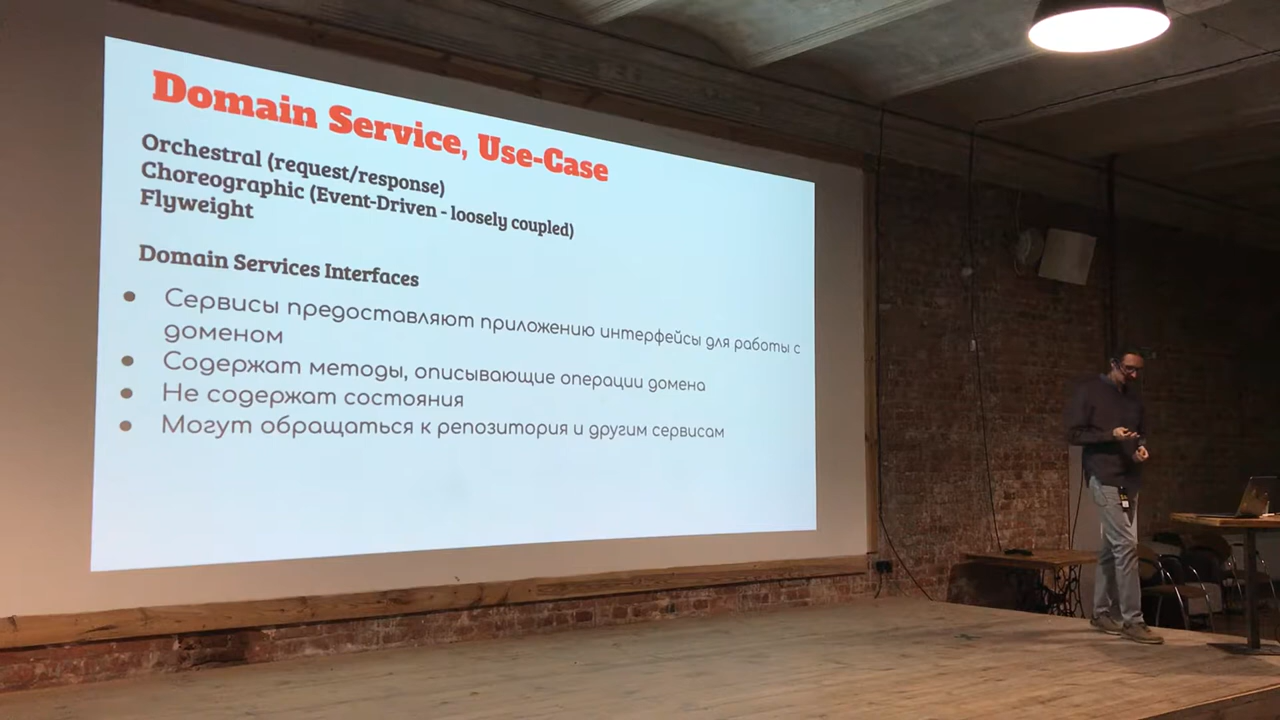 Domain Service, Use-Case
Orchestral (request/response)
Choreographic (Event-Driven - loosely coupled)
Flyweight
Domain Services Interfaces
● Сервисы предоставляют приложению интерфейсы для работы с
доменом
● Содержат методы, описывающие операции домена
● Не содержат состояния
● Могут обращаться к репозитория и другим сервисам